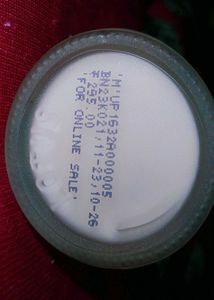 'M'UP1632A000005
BN23K021,11-23,10-26
₹295.00
'FOR ONLINE SALE'